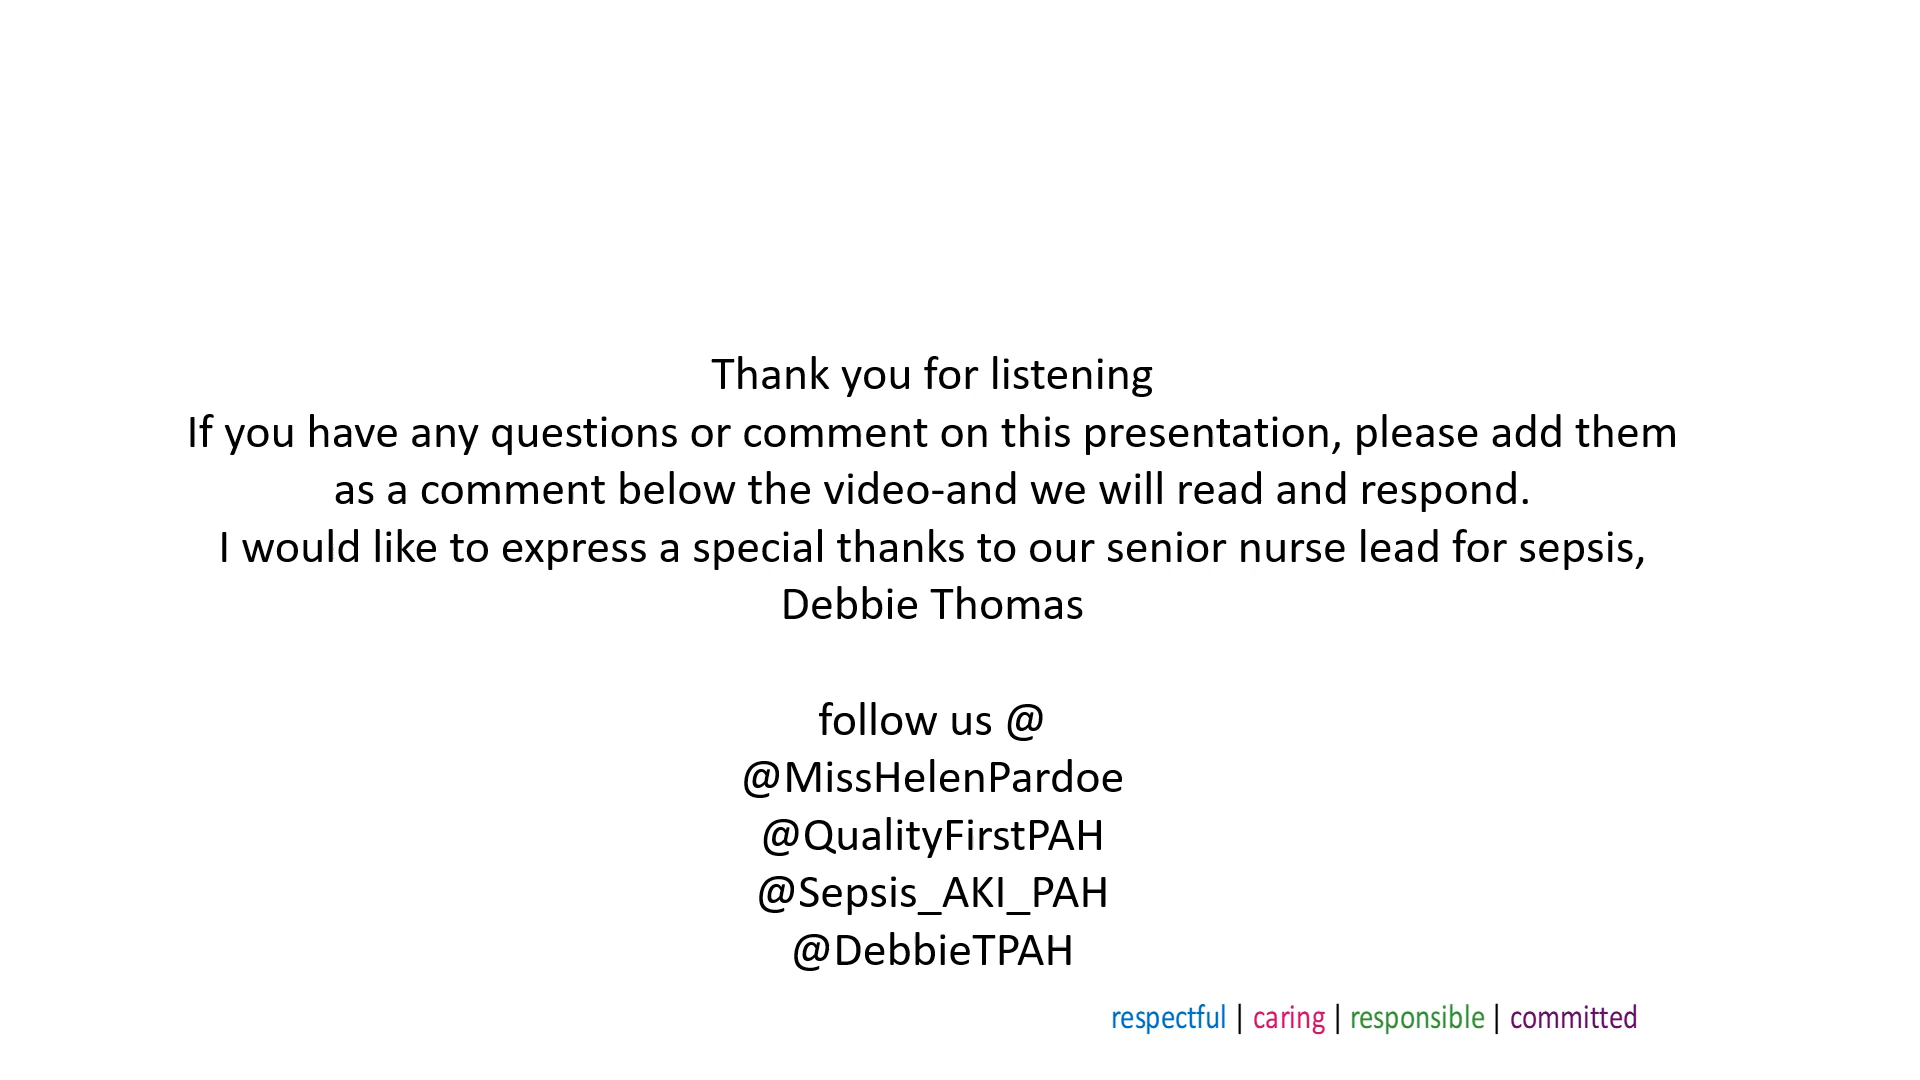 Thank you for listening
If you have any questions or comment on this presentation, please add them
as a comment below the video-and we will read and respond.
I would like to express a special thanks to our senior nurse lead for sepsis,
Debbie Thomas
follow us @
@MissHelenPardoe
@QualityFirstPAH
@Sepsis_AKI_PAH
@DebbieTPAH
respectful | caring | responsible | committed